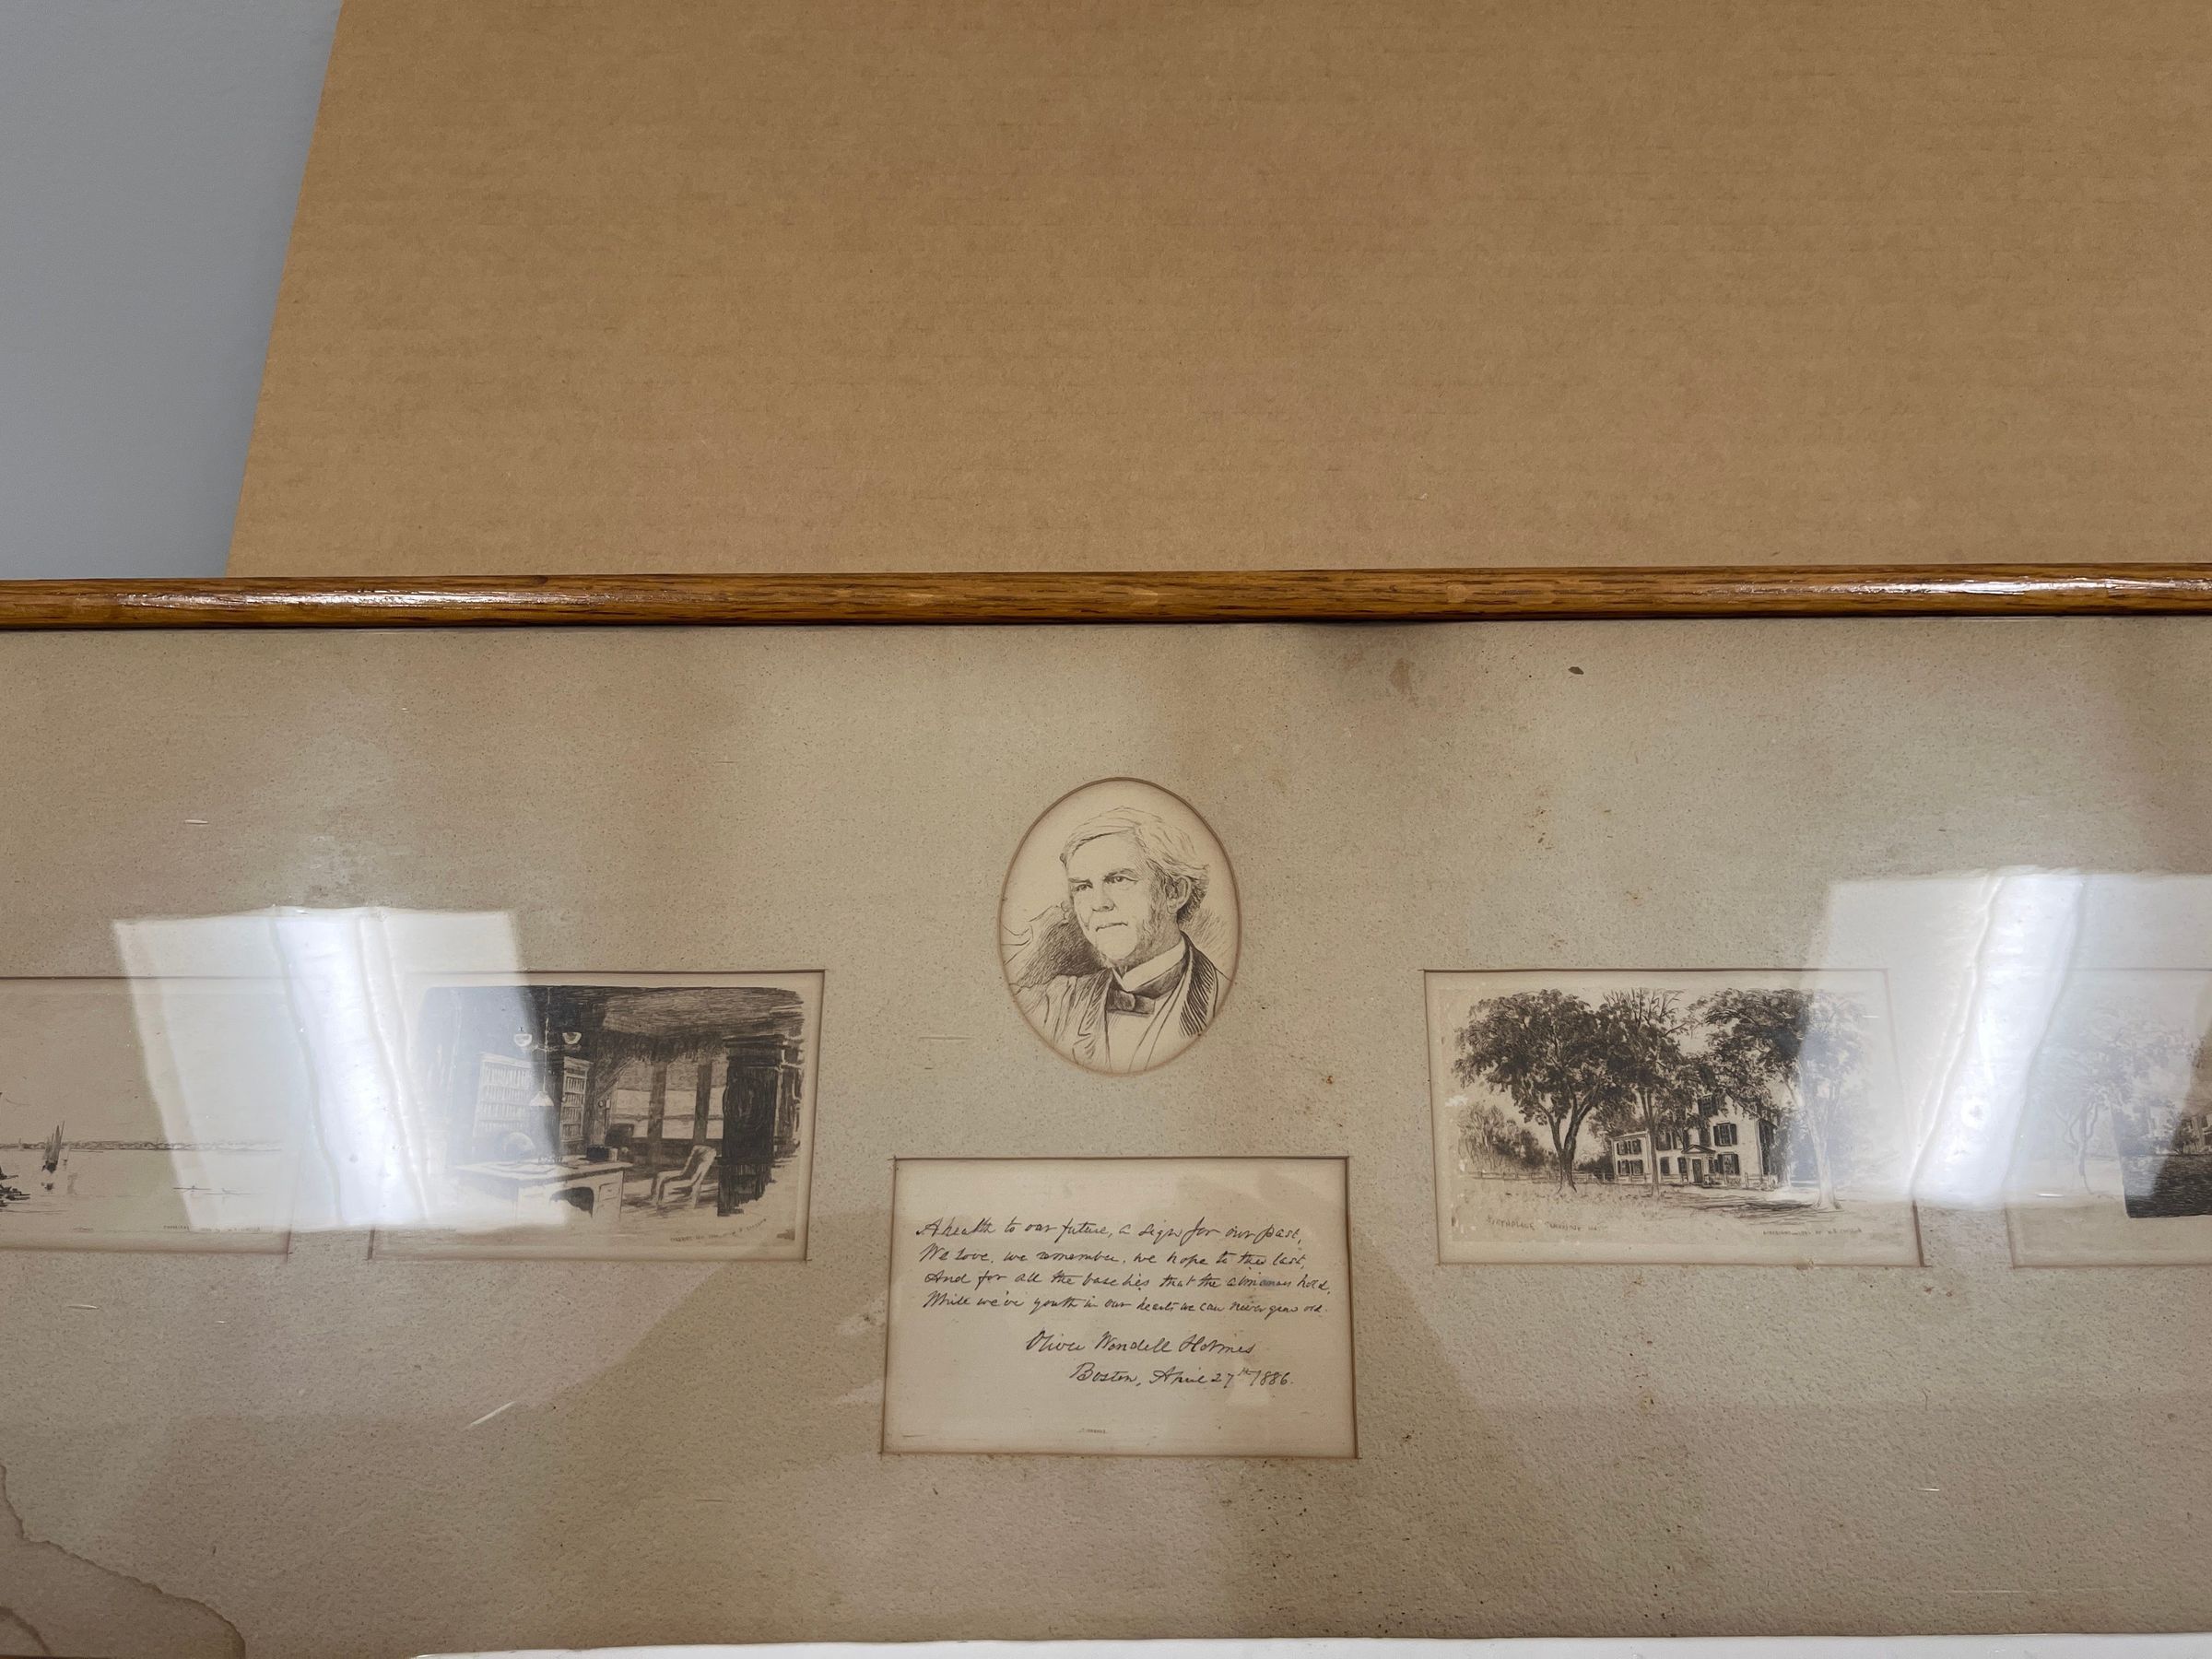 A health to our future, a sigh for our past,
We love, we remember, we hope to the last,
And for all the base lies that the almanacs hold,
While we've youth in our hearts we can never grow old.
Oliver Wendell Holmes
Boston, April 27th 1886.
BIRTHPLACE